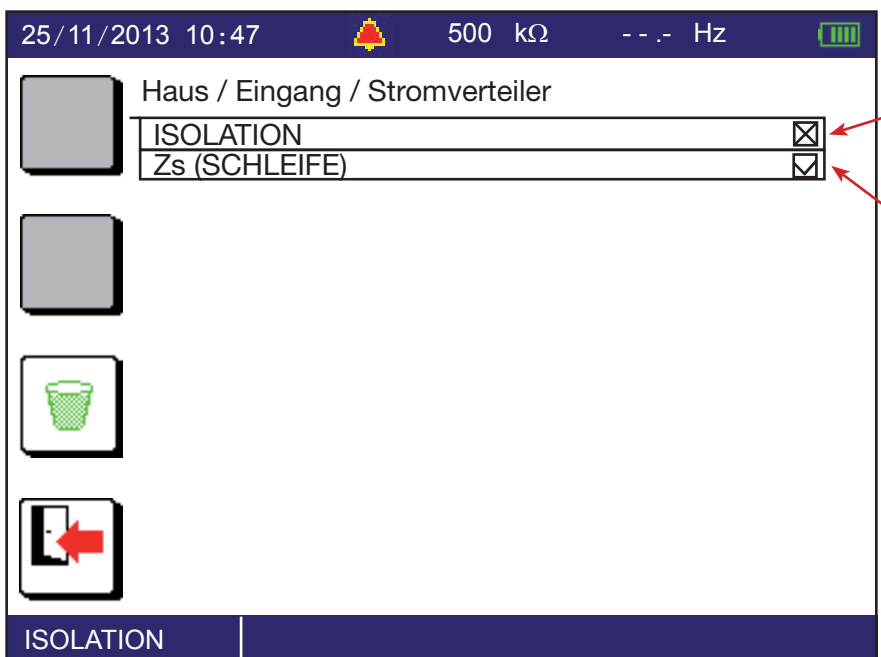 25/11/2013 10:47 500 kΩ - - .- Hz
Haus / Eingang / Stromverteiler
ISOLATION
Zs (SCHLEIFE)
ISOLATION